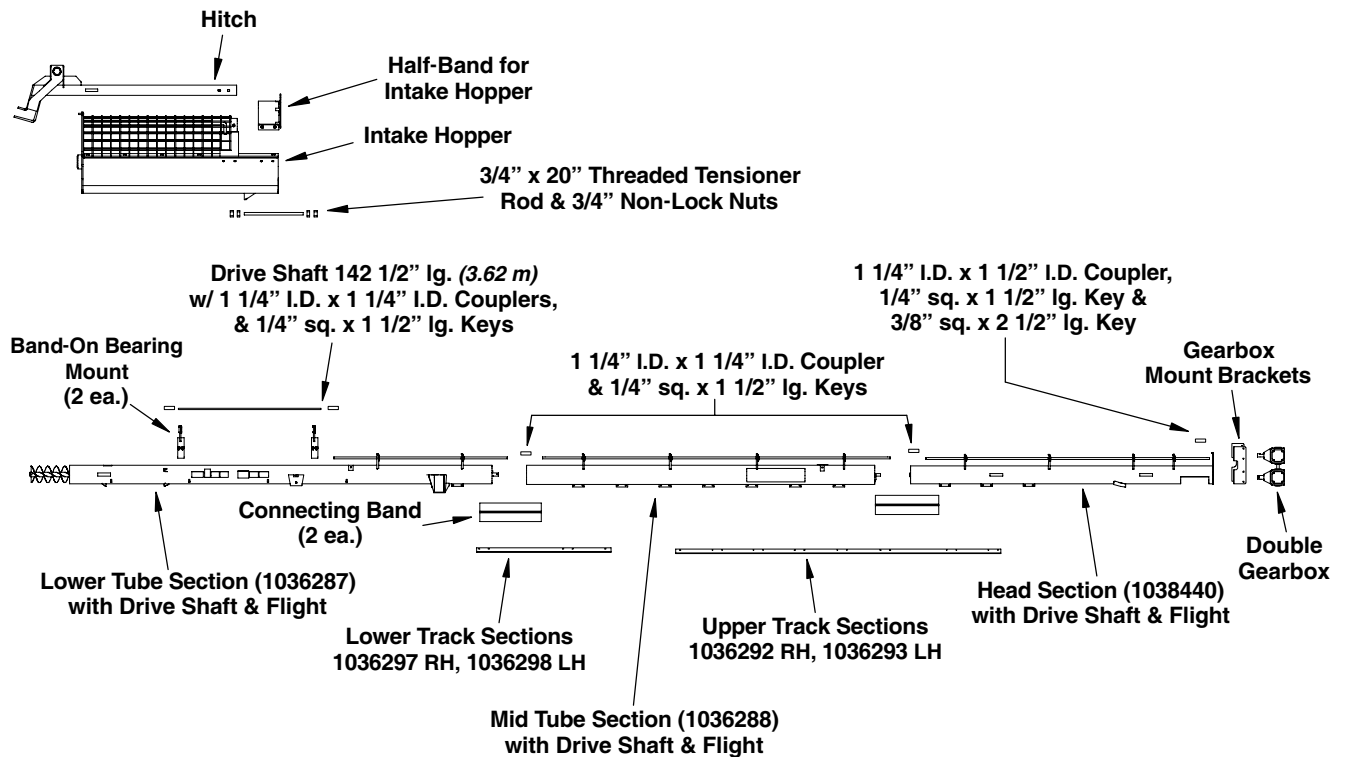 Hitch
Half-Band for
Intake Hopper
Intake Hopper
3/4” x 20” Threaded Tensioner
Rod & 3/4” Non-Lock Nuts
Drive Shaft 142 1/2” lg. (3.62 m)
w/ 1 1/4” I.D. x 1 1/4” I.D. Couplers,
& 1/4” sq. x 1 1/2” lg. Keys
1 1/4” I.D. x 1 1/2” I.D. Coupler,
1/4” sq. x 1 1/2” lg. Key &
3/8” sq. x 2 1/2” lg. Key
Band-On Bearing
Mount
(2 ea.)
1 1/4” I.D. x 1 1/4” I.D. Coupler
& 1/4” sq. x 1 1/2” lg. Keys
Gearbox
Mount Brackets
Connecting Band
(2 ea.)
Double
Gearbox
Lower Tube Section (1036287)
with Drive Shaft & Flight
Head Section (1038440)
with Drive Shaft & Flight
Lower Track Sections
1036297 RH, 1036298 LH
Upper Track Sections
1036292 RH, 1036293 LH
Mid Tube Section (1036288)
with Drive Shaft & Flight